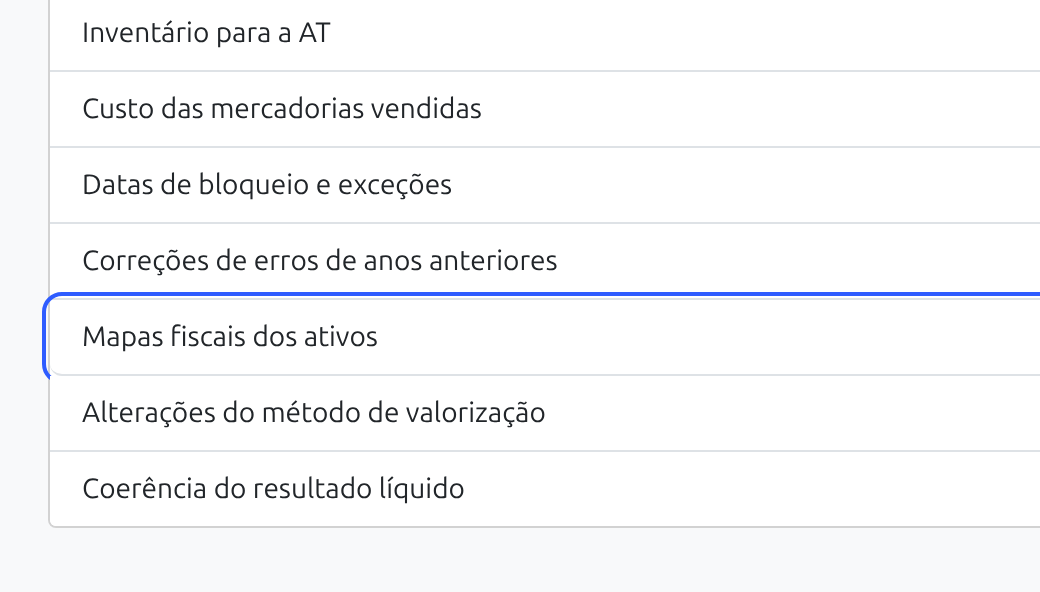 Inventário para a AT
Custo das mercadorias vendidas
Datas de bloqueio e exceções
Correções de erros de anos anteriores
Mapas fiscais dos ativos
Alterações do método de valorização
Coerência do resultado líquido